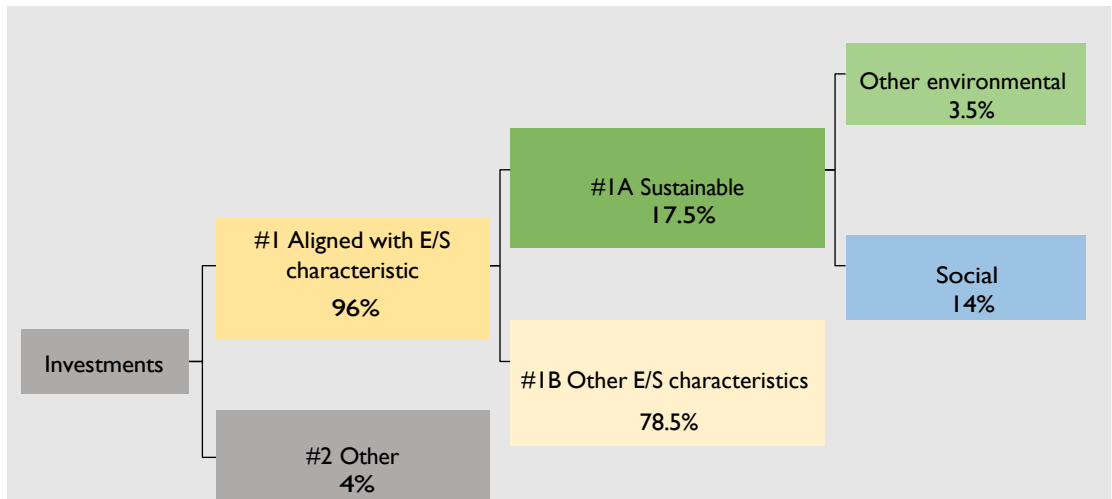 Investments
#1 Aligned with E/S
characteristic
96%
#2 Other
4%
#1A Sustainable
17.5%
#1B Other E/S characteristics
78.5%
Other environmental
3.5%
Social
14%